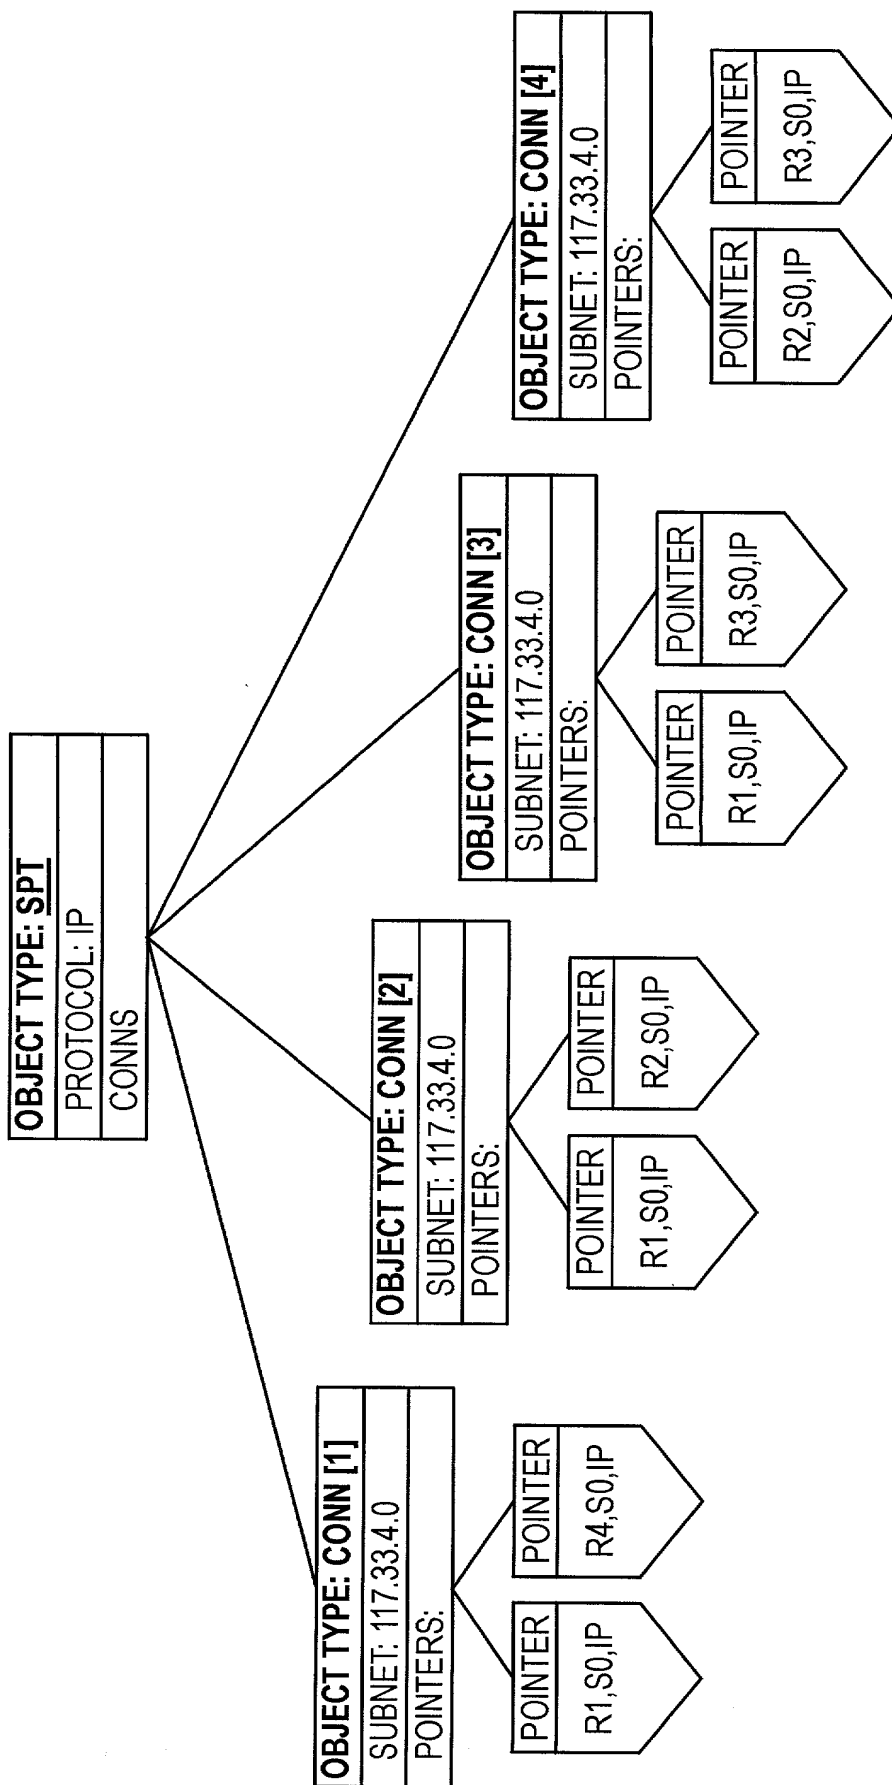 OBJECT TYPE: SPT
PROTOCOL: IP
CONNS
OBJECT TYPE: CONN [1]
SUBNET: 117.33.4.0
POINTERS:
POINTER
R1,S0,IP
POINTER
R4,S0,IP
OBJECT TYPE: CONN [2]
SUBNET: 117.33.4.0
POINTERS:
POINTER
R1,S0,IP
POINTER
R2,S0,IP
OBJECT TYPE: CONN [3]
SUBNET: 117.33.4.0
POINTERS:
POINTER
R1,S0,IP
POINTER
R3,S0,IP
OBJECT TYPE: CONN [4]
SUBNET: 117.33.4.0
POINTERS:
POINTER
R2,S0,IP
POINTER
R3,S0,IP